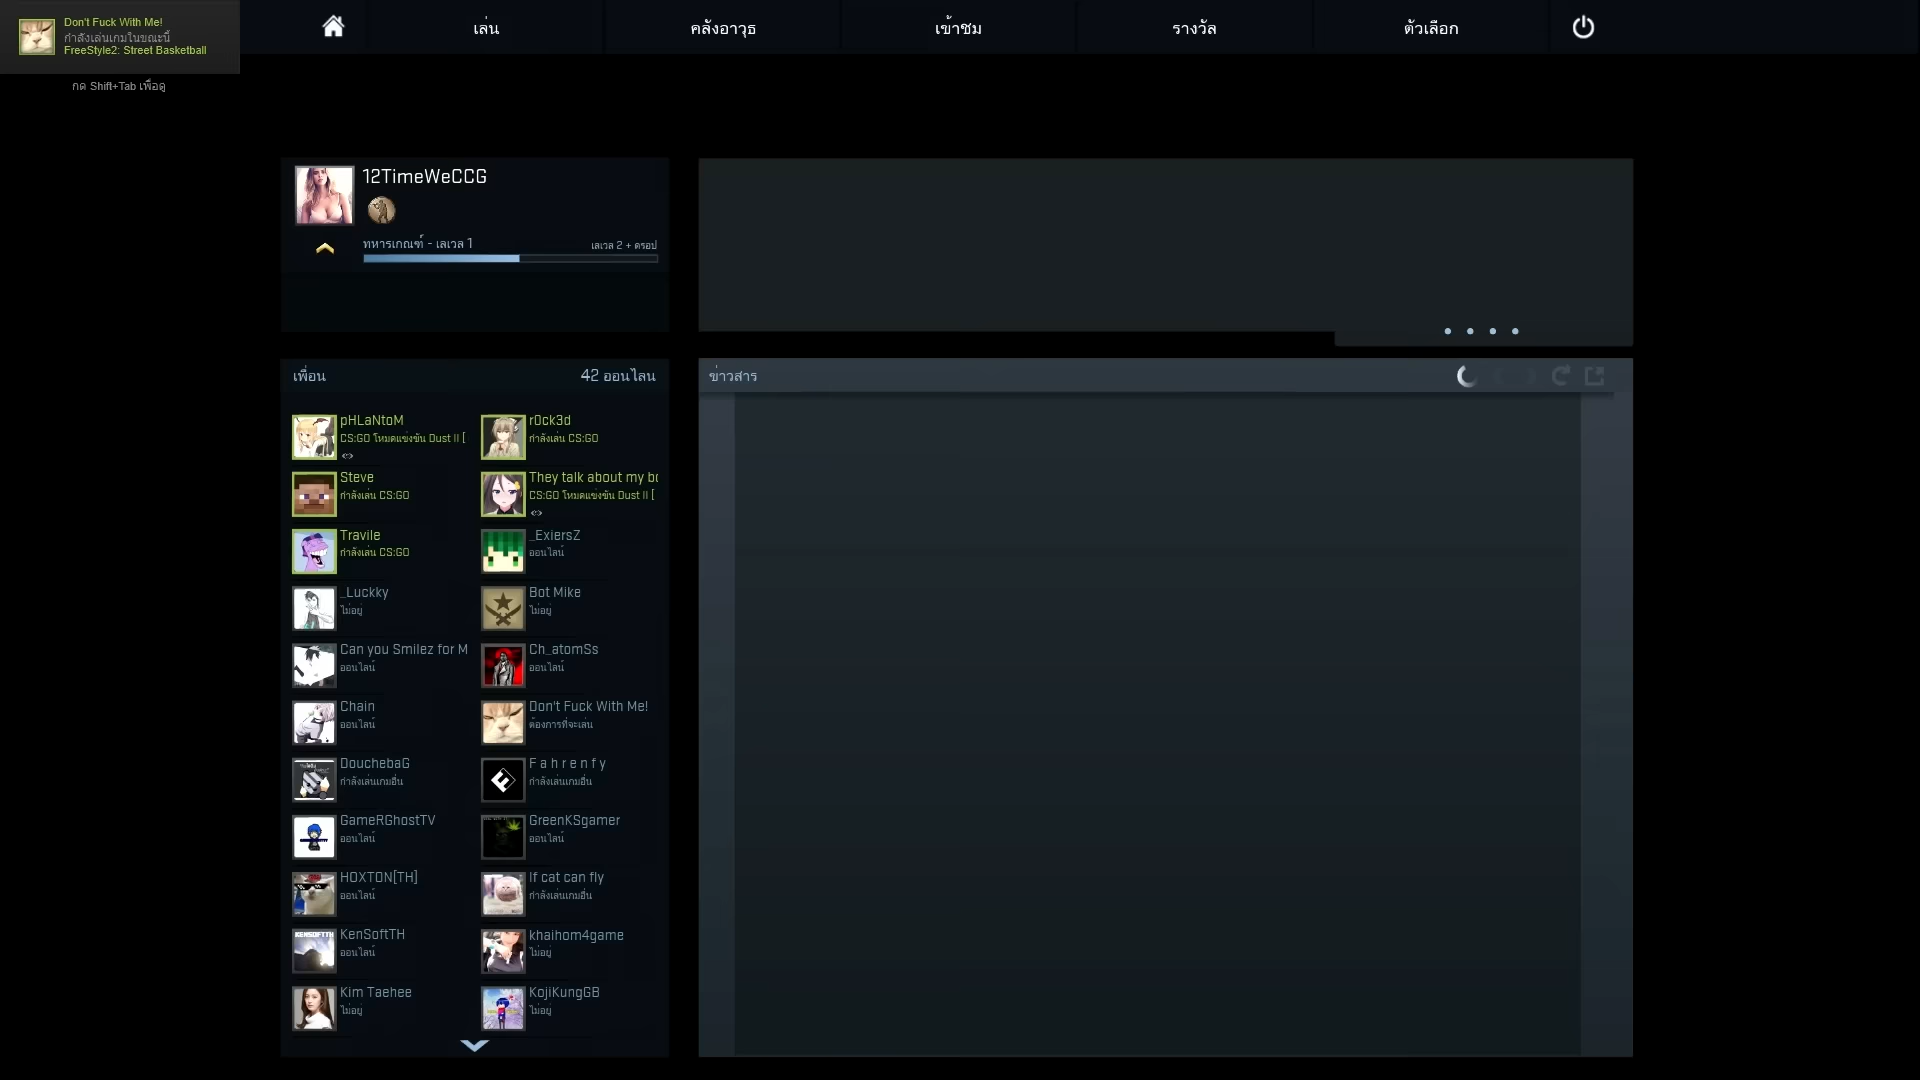 Don't Fuck With Me!
กำลังเล่นเกมในขณะนี้
FreeStyle2: Street Basketball
กด Shift+Tab เพื่อดู
เล่น
คลังอาวุธ
เข้าชม
รางวัล
ตัวเลือก
12TimeWeCCG
ทหารเกณฑ์ - เลเวล 1
เลเวล 2 + ดรอป
เพื่อน
42 ออนไลน
ข่าวสาร
pHLaNtoM
CS:GO โหมดแข่งขัน Dust II [
r0ck3d
กำลังเล่น CS:GO
Steve
กำลังเล่น CS:GO
They talk about my bo
CS:GO โหมดแข่งขัน Dust II [
Travile
กำลังเล่น CS:GO
_ExiersZ
ออนไลน์
_Luckky
ไม่อยู่
Bot Mike
ไม่อยู่
Can you Smilez for M
ออนไลน์
Ch_atomSs
ออนไลน์
Chain
ออนไลน์
Don't Fuck With Me!
ต้องการที่จะเล่น
DouchebaG
กำลังเล่นเกมอื่น
F a h r e n f y
กำลังเล่นเกมอื่น
GameRGhostTV
ออนไลน์
GreenKSgamer
ออนไลน์
HOXTON[TH]
ออนไลน์
If cat can fly
กำลังเล่นเกมอื่น
KenSoftTH
ออนไลน์
KENSOFTTH
khaihom4game
ไม่อยู่
Kim Taehee
ไม่อยู่
KojiKungGB
ไม่อยู่